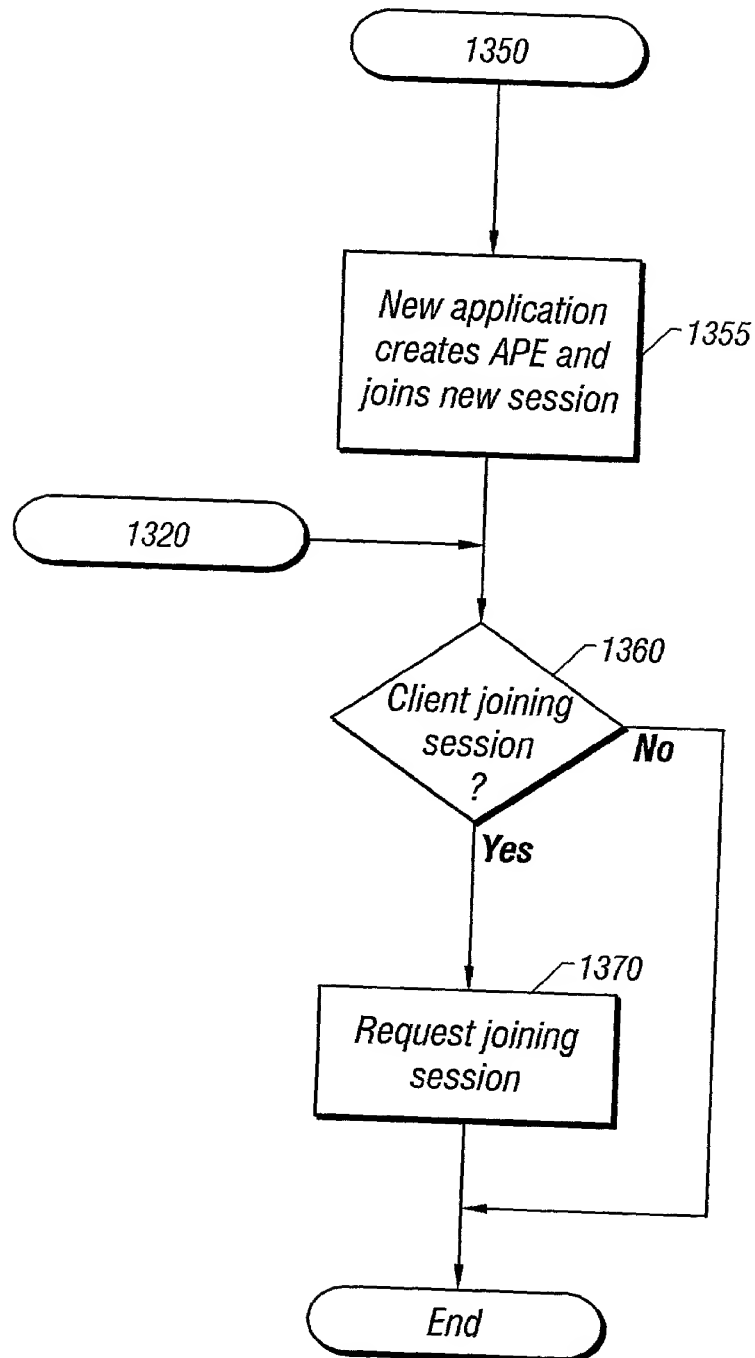 1350
New application
creates APE and
joins new session
1355
1320
1360
Client joining
session
?
No
Yes
1370
Request joining
session
End